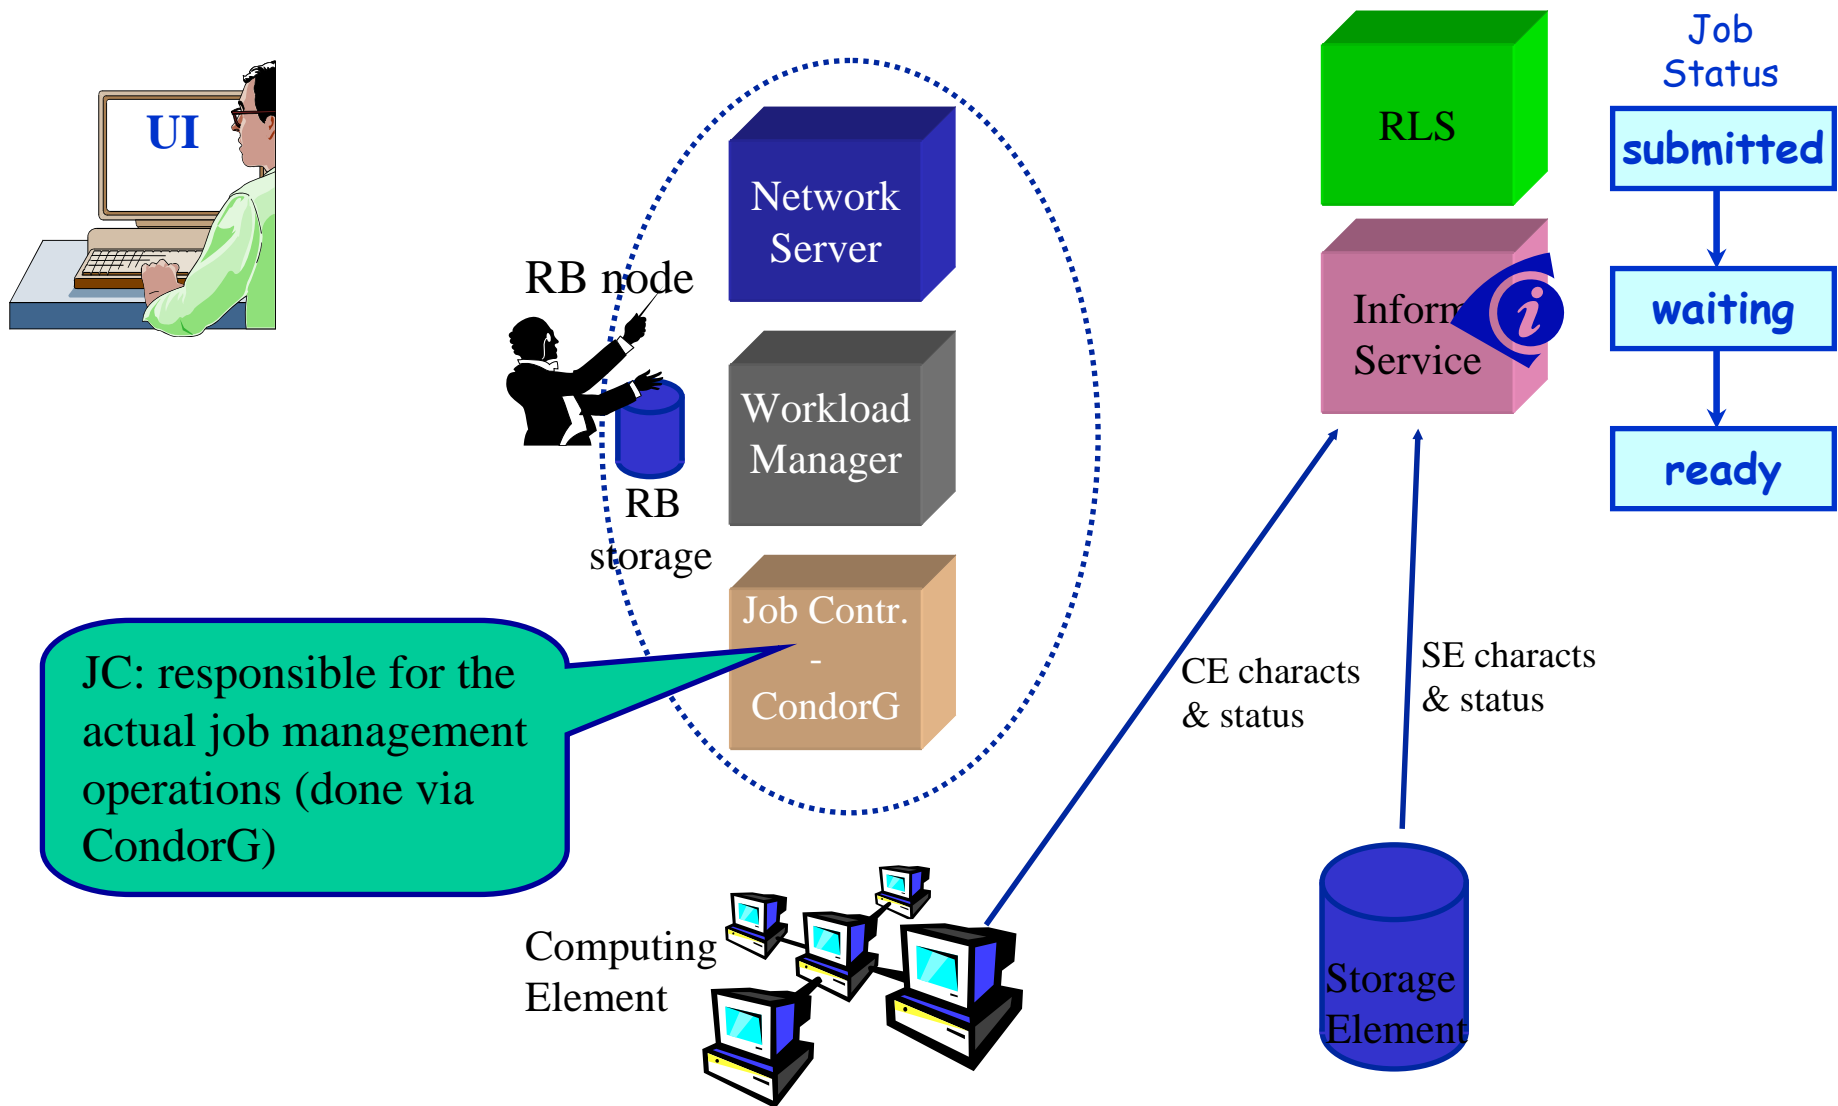 UI
RB node
Network
Server
Workload
Manager
RB
storage
Job Contr.
-
CondorG
JC: responsible for the
actual job management
operations (done via
CondorG)
Computing
Element
RLS
Inform
Service
i
CE characts
& status
SE characts
& status
Storage
Element
Job
Status
submitted
waiting
ready